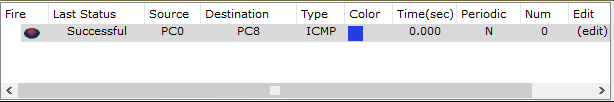 Fire Last Status Source Destination Type Color Time(sec) Periodic Num Edit
Successful PC0 PC8 ICMP 0.000 N 0 (edit)